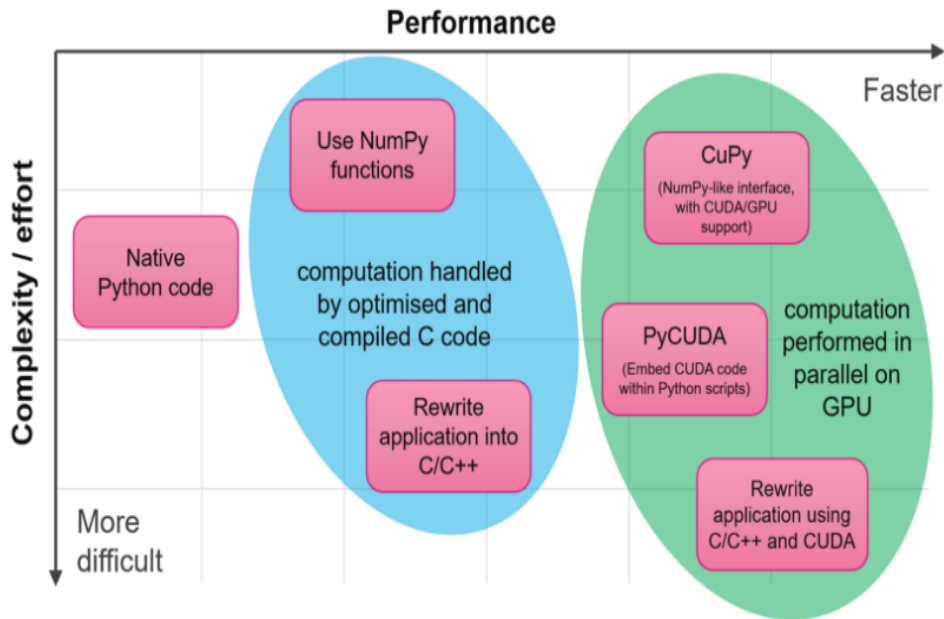 Performance
Faster
Complexity / effort
More
difficult
Native
Python code
Use NumPy
functions
computation handled
by optimised and
compiled C code
Rewrite
application into
C/C++
CuPy
(NumPy-like interface,
with CUDA/GPU
support)
PyCUDA
(Embed CUDA code
within Python scripts)
computation
performed in
parallel on
GPU
Rewrite
application using
C/C++ and CUDA